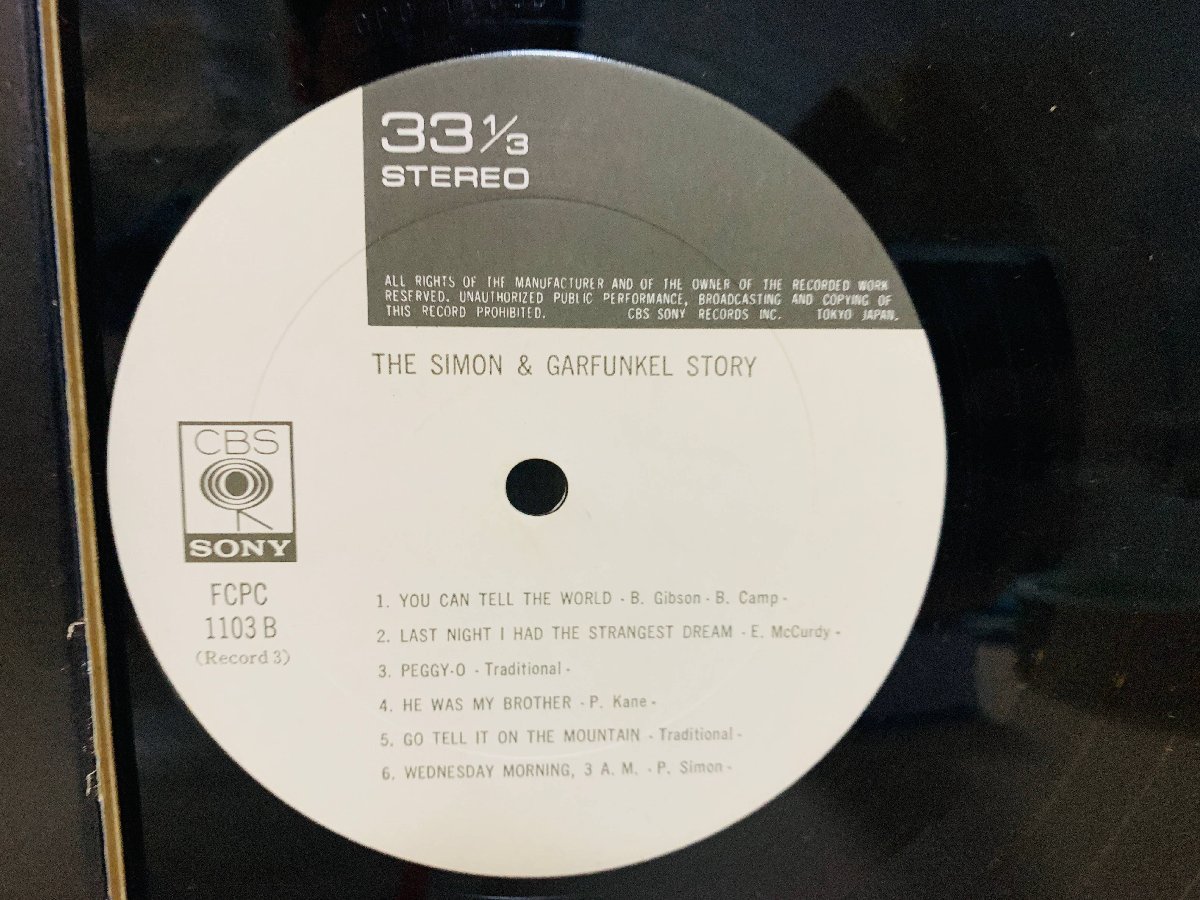 33 1/3
STEREO
ALL RIGHTS OF THE MANUFACTURER AND OF THE OWNER OF THE RECORDED WORK
RESERVED. UNAUTHORIZED PUBLIC PERFORMANCE, BROADCASTING AND COPYING OF
THIS RECORD PROHIBITED. CBS SONY RECORDS INC. TOKYO JAPAN.
THE SIMON & GARFUNKEL STORY
CBS
SONY
FCPC
1103 B
(Record 3)
1. YOU CAN TELL THE WORLD - B. Gibson - B. Camp -
2. LAST NIGHT I HAD THE STRANGEST DREAM - E. McCurdy -
3. PEGGY-O - Traditional -
4. HE WAS MY BROTHER - P. Kane -
5. GO TELL IT ON THE MOUNTAIN - Traditional -
6. WEDNESDAY MORNING, 3 A. M. - P. Simon -